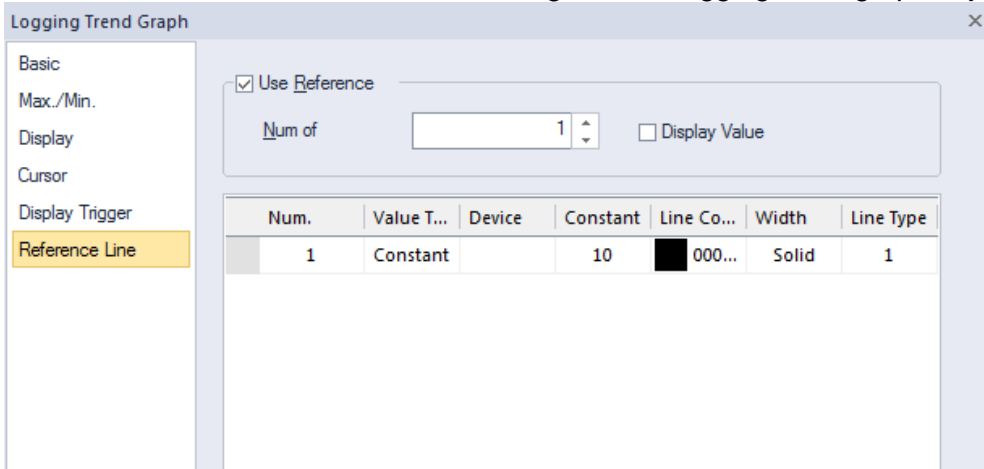 Logging Trend Graph
Basic
Max./Min.
Display
Cursor
Display Trigger
Reference Line
Use Reference
Num of 1 Display Value
Num. Value T... Device Constant Line Co... Width Line Type
1 Constant 10 000... Solid 1